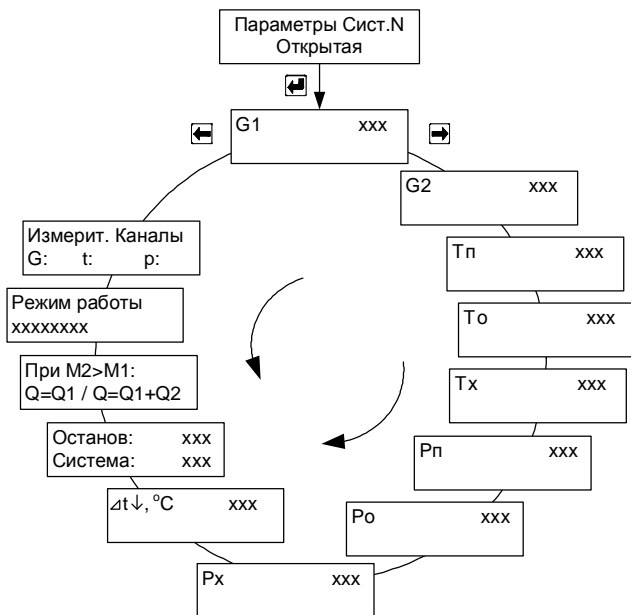 Параметры Сист.N
Открытая
G1 xxx
G2 xxx
Тп xxx
То xxx
Тх xxx
Рп xxx
Ро xxx
Рх xxx
⊿t↓, °C xxx
Останов: xxx
Система: xxx
При М2>М1:
Q=Q1 / Q=Q1+Q2
Режим работы
xxxxxxxx
Измерит. Каналы
G: t: p: